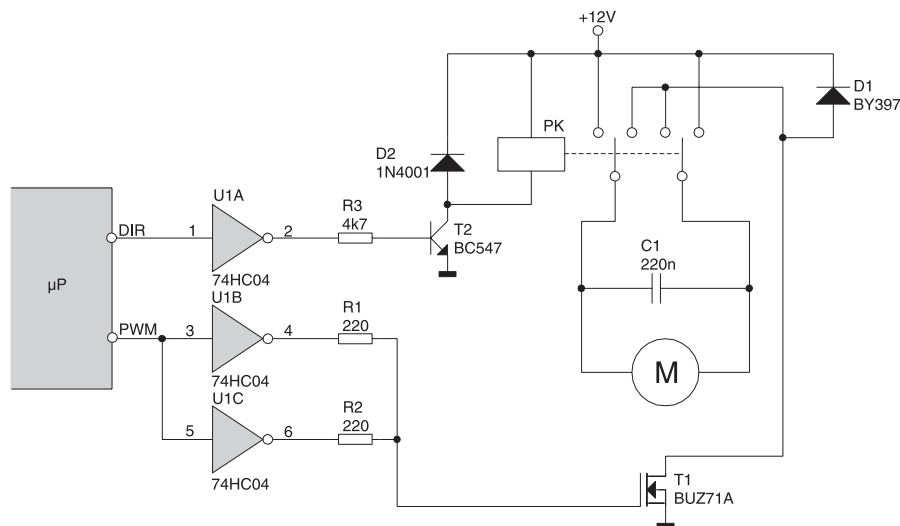 +12V
D1
BY397
PK
D2
1N4001
U1A
DIR
1
2
R3
4k7
T2
BC547
74HC04
µP
C1
220n
U1B
PWM
3
4
R1
220
74HC04
M
U1C
5
6
R2
220
74HC04
T1
BUZ71A